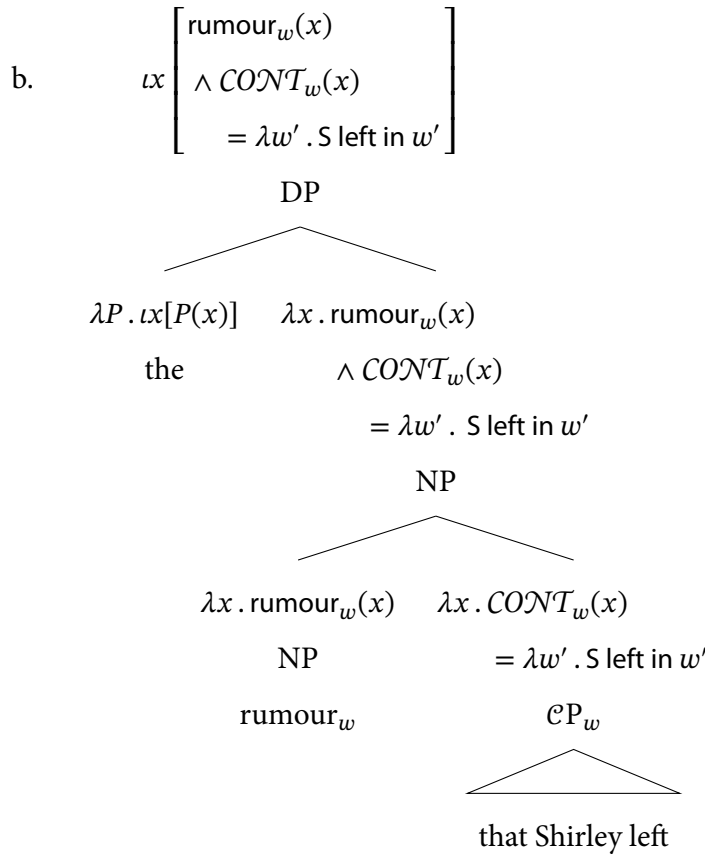 b. ιx [ rumour_w(x)
∧ 𝒞𝒪𝒩𝒯_w(x)
= λw′ . S left in w′ ]
DP
λP . ιx[P(x)] λx . rumour_w(x)
the ∧ 𝒞𝒪𝒩𝒯_w(x)
= λw′ . S left in w′
NP
λx . rumour_w(x) λx . 𝒞𝒪𝒩𝒯_w(x)
NP = λw′ . S left in w′
rumour_w 𝒞P_w
that Shirley left